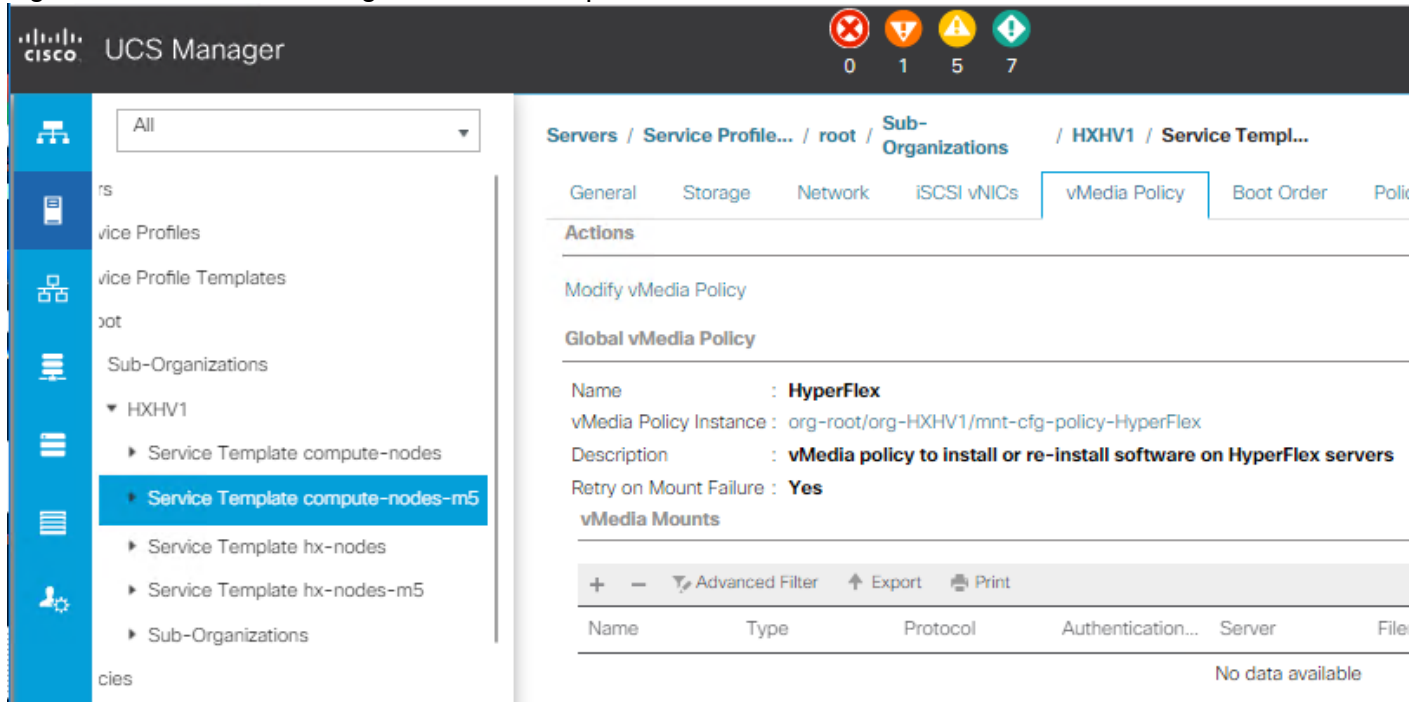 cisco UCS Manager
0 1 5 7
All
rs
vice Profiles
vice Profile Templates
oot
Sub-Organizations
HXHV1
Service Template compute-nodes
Service Template compute-nodes-m5
Service Template hx-nodes
Service Template hx-nodes-m5
Sub-Organizations
cies
Servers / Service Profile... / root / Sub-Organizations / HXHV1 / Service Templ...
General Storage Network iSCSI vNICs vMedia Policy Boot Order Polic
Actions
Modify vMedia Policy
Global vMedia Policy
Name : HyperFlex
vMedia Policy Instance : org-root/org-HXHV1/mnt-cfg-policy-HyperFlex
Description : vMedia policy to install or re-install software on HyperFlex servers
Retry on Mount Failure : Yes
vMedia Mounts
+ − Advanced Filter Export Print
Name Type Protocol Authentication... Server File
No data available